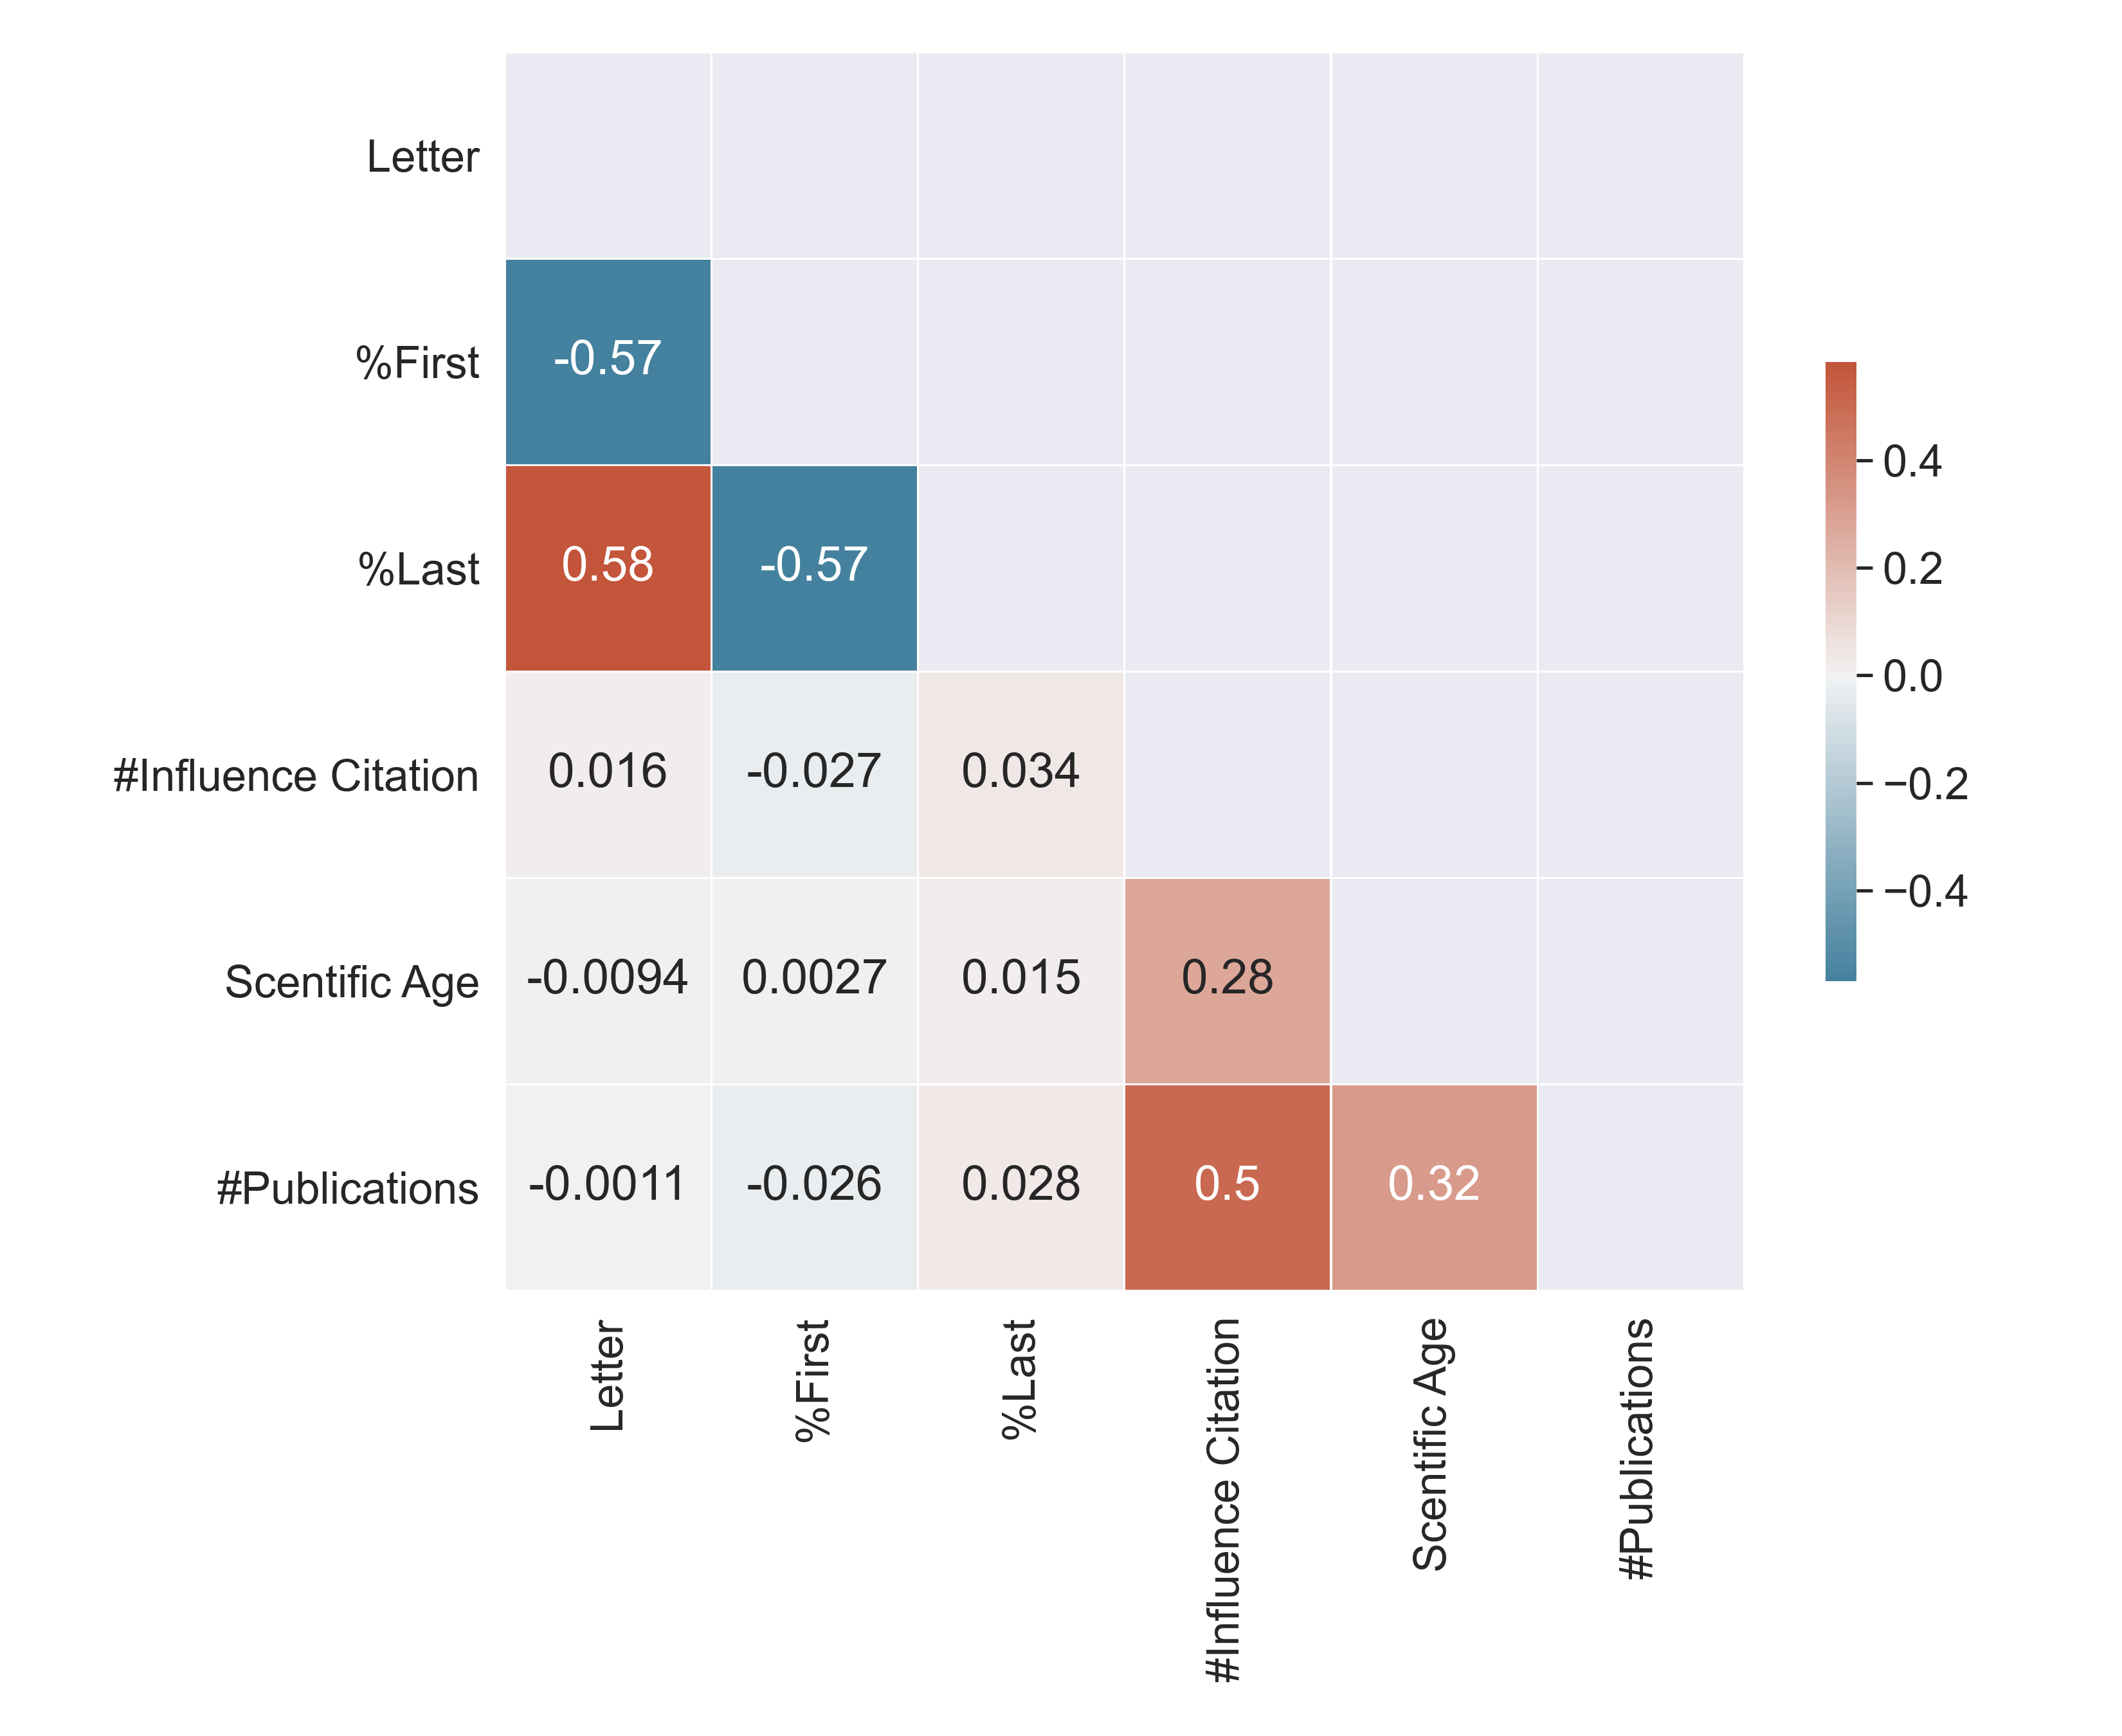 Letter
%First -0.57
%Last 0.58 -0.57
#Influence Citation 0.016 -0.027 0.034
Scentific Age -0.0094 0.0027 0.015 0.28
#Publications -0.0011 -0.026 0.028 0.5 0.32
Letter
%First
%Last
#Influence Citation
Scentific Age
#Publications
0.4
0.2
0.0
−0.2
−0.4